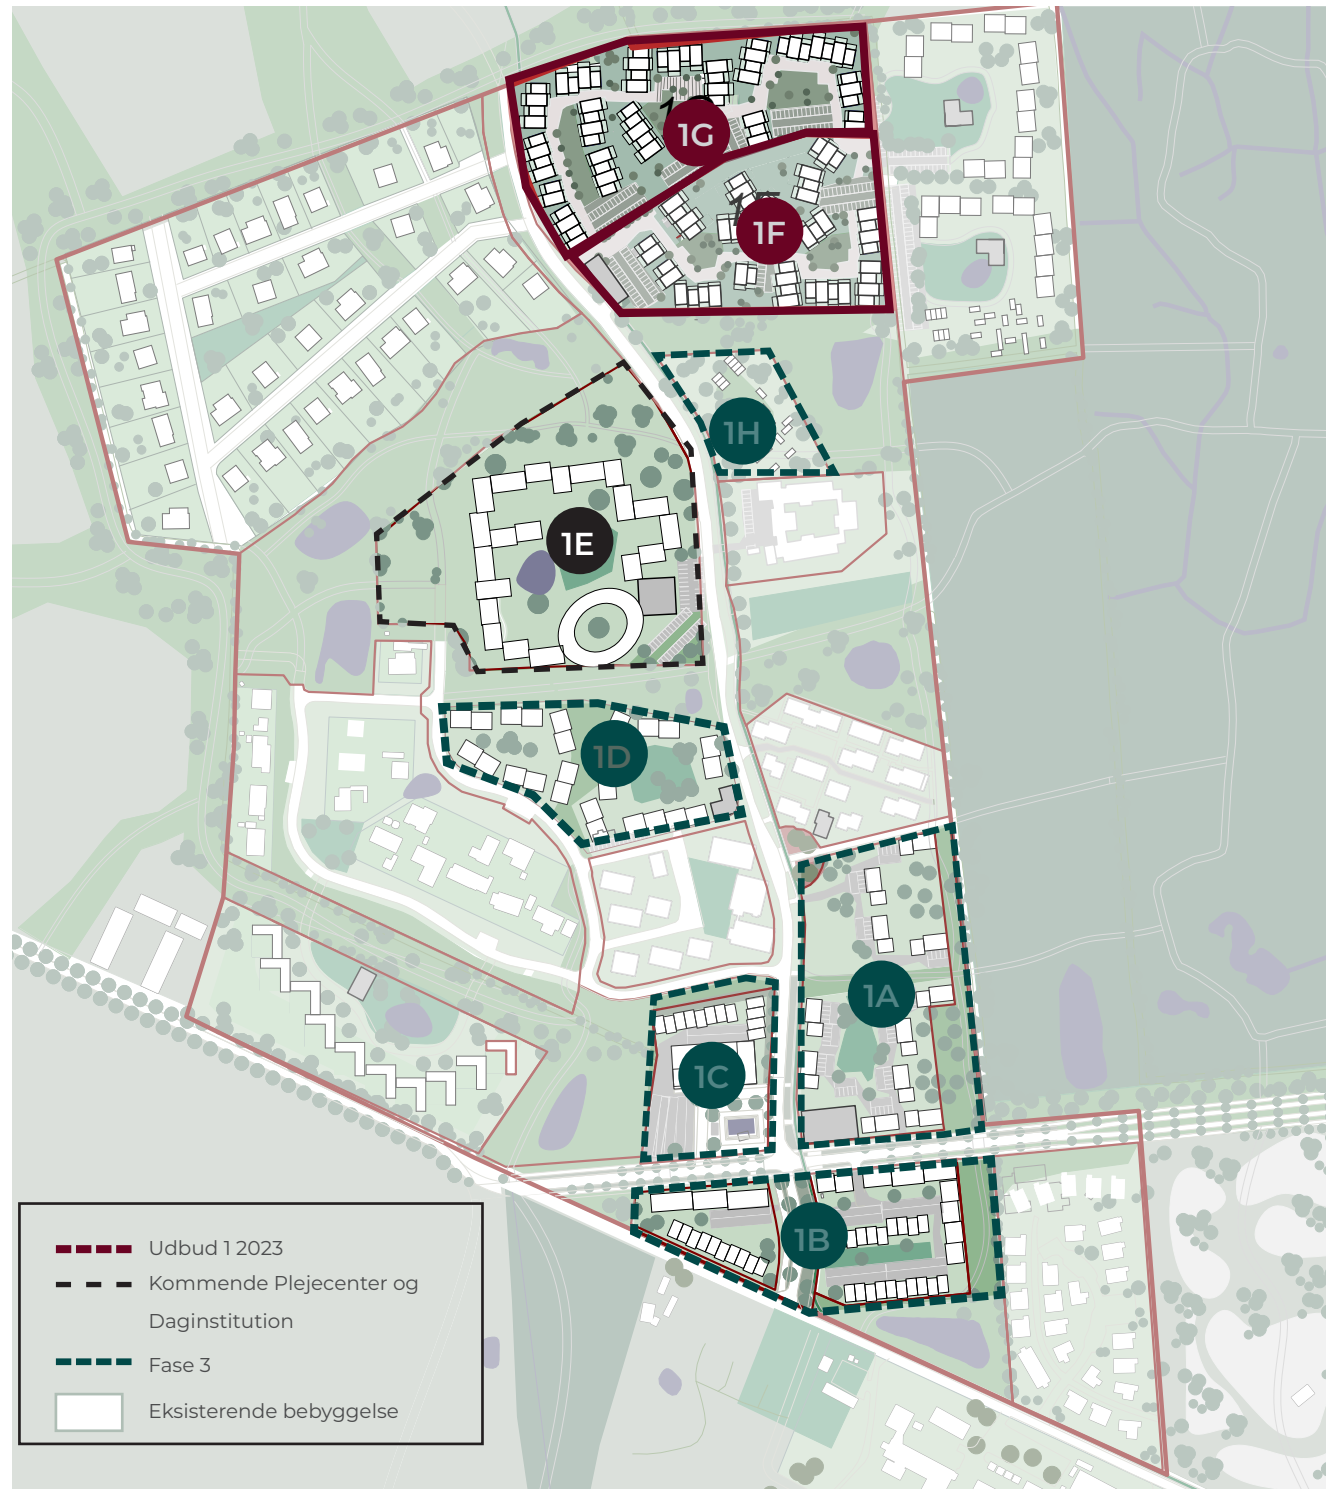 1G
1F
1H
1E
1D
1A
1C
1B
Udbud 1 2023
Kommende Plejecenter og
Daginstitution
Fase 3
Eksisterende bebyggelse